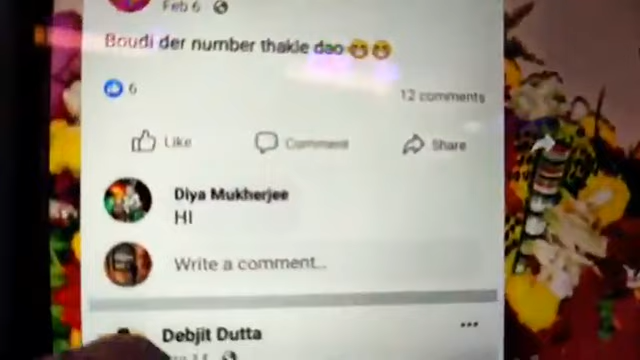 Feb 6
Boudi der number thakle dao 😁😁
6
12 comments
Like
Comment
Share
Diya Mukherjee
HI
Write a comment...
Debjit Dutta